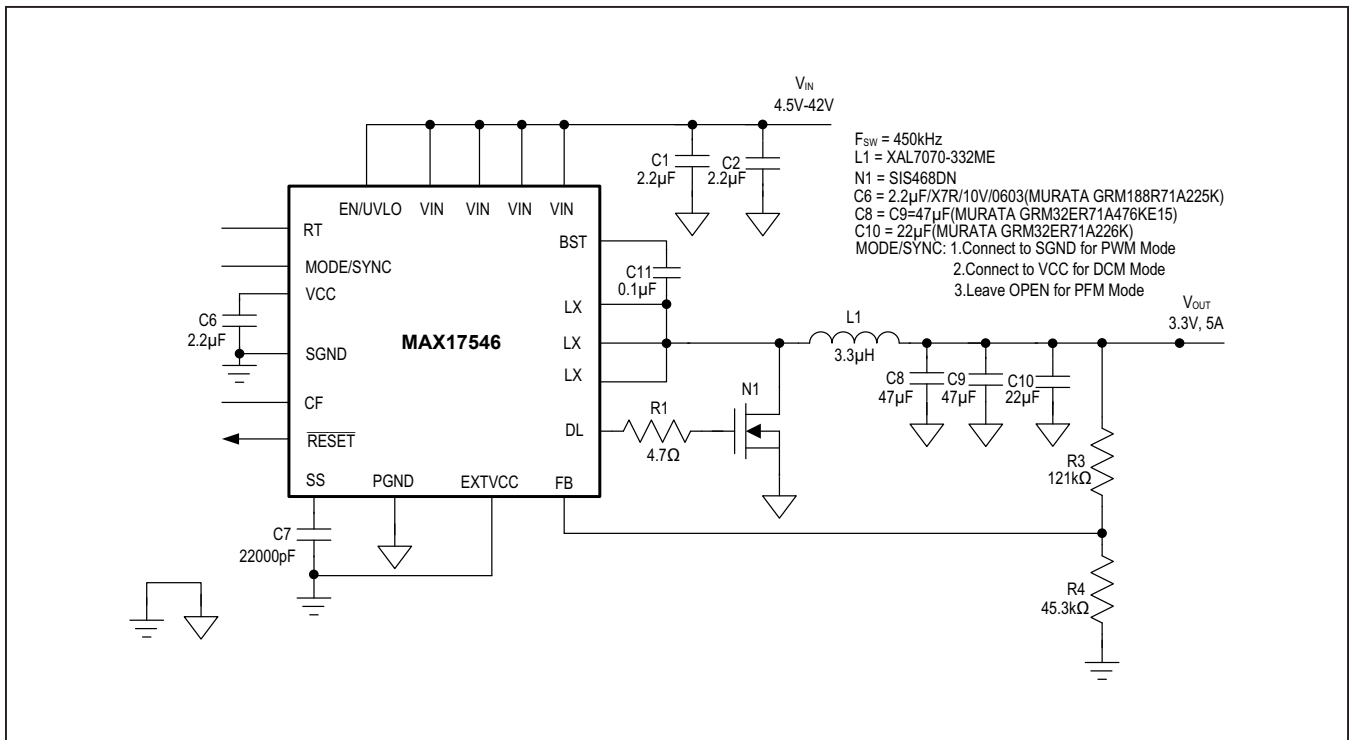 V_IN
4.5V-42V
F_SW = 450kHz
L1 = XAL7070-332ME
N1 = SIS468DN
C6 = 2.2µF/X7R/10V/0603(MURATA GRM188R71A225K)
C8 = C9=47µF(MURATA GRM32ER71A476KE15)
C10 = 22µF(MURATA GRM32ER71A226K)
MODE/SYNC: 1.Connect to SGND for PWM Mode
2.Connect to VCC for DCM Mode
3.Leave OPEN for PFM Mode
C1
2.2µF
C2
2.2µF
EN/UVLO
VIN
VIN
VIN
VIN
RT
MODE/SYNC
VCC
SGND
CF
RESET
SS
PGND
EXTVCC
FB
BST
LX
LX
LX
DL
MAX17546
C6
2.2µF
C11
0.1µF
L1
3.3µH
V_OUT
3.3V, 5A
C8
47µF
C9
47µF
C10
22µF
N1
R1
4.7Ω
R3
121kΩ
C7
22000pF
R4
45.3kΩ